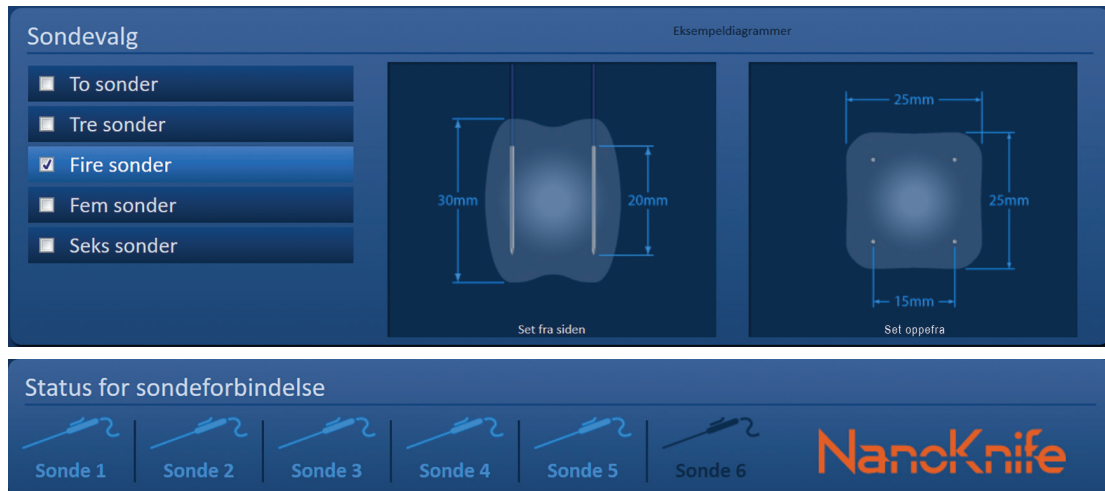 Sondevalg
Eksempeldiagrammer
To sonder
Tre sonder
Fire sonder
Fem sonder
Seks sonder
30mm
20mm
Set fra siden
25mm
25mm
15mm
Set oppefra
Status for sondeforbindelse
Sonde 1
Sonde 2
Sonde 3
Sonde 4
Sonde 5
Sonde 6
NanoKnife